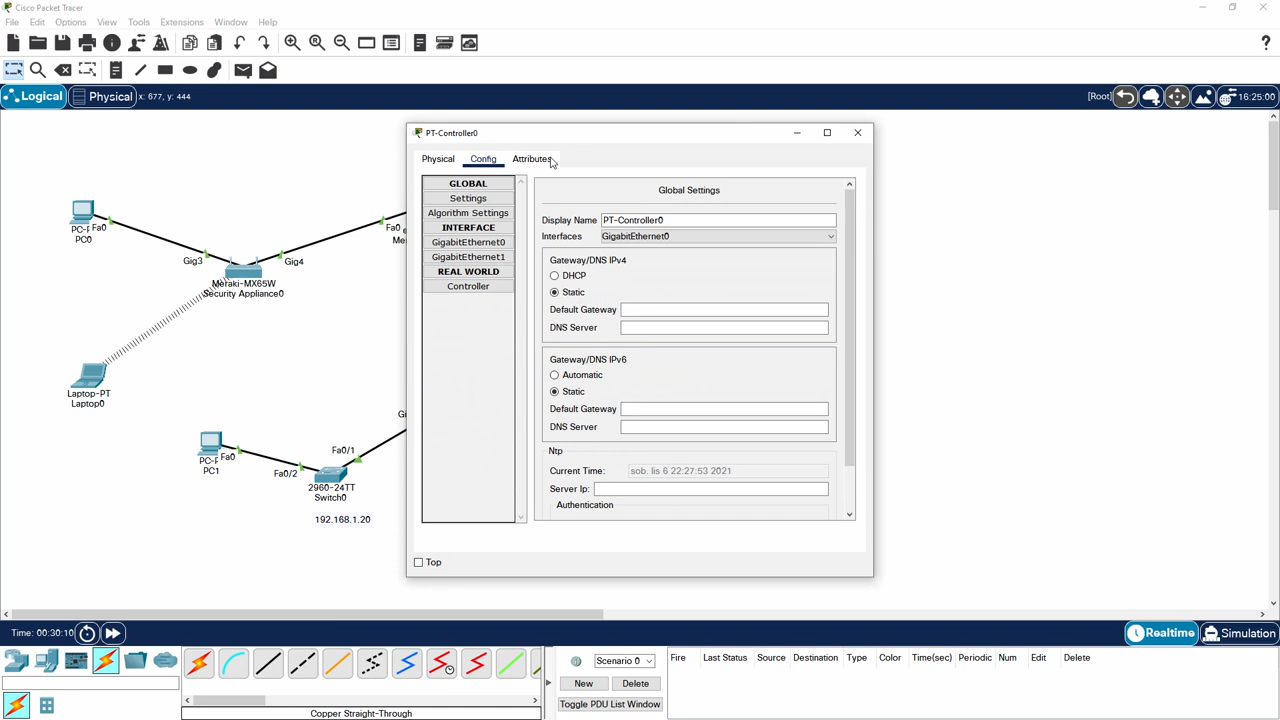 Cisco Packet Tracer
File Edit Options View Tools Extensions Window Help
Logical Physical x: 677, y: 444 [Root] 16:25:00
PT-Controller0
Physical Config Attributes
GLOBAL
Settings
Algorithm Settings
INTERFACE
GigabitEthernet0
GigabitEthernet1
REAL WORLD
Controller
Global Settings
Display Name PT-Controller0
Interfaces GigabitEthernet0
Gateway/DNS IPv4
DHCP
Static
Default Gateway
DNS Server
Gateway/DNS IPv6
Automatic
Static
Default Gateway
DNS Server
Ntp
Current Time: sob. lis 6 22:27:53 2021
Server Ip:
Authentication
Top
PC-F Fa0
PC0
Gig3
Gig4
Fa0
Meraki-MX65W
Security Appliance0
Laptop-PT
Laptop0
PC-F Fa0
PC1
Fa0/2
Fa0/1
2960-24TT
Switch0
192.168.1.20
Time: 00:30:10 Realtime Simulation
Scenario 0
New Delete
Toggle PDU List Window
Fire Last Status Source Destination Type Color Time(sec) Periodic Num Edit Delete
Copper Straight-Through